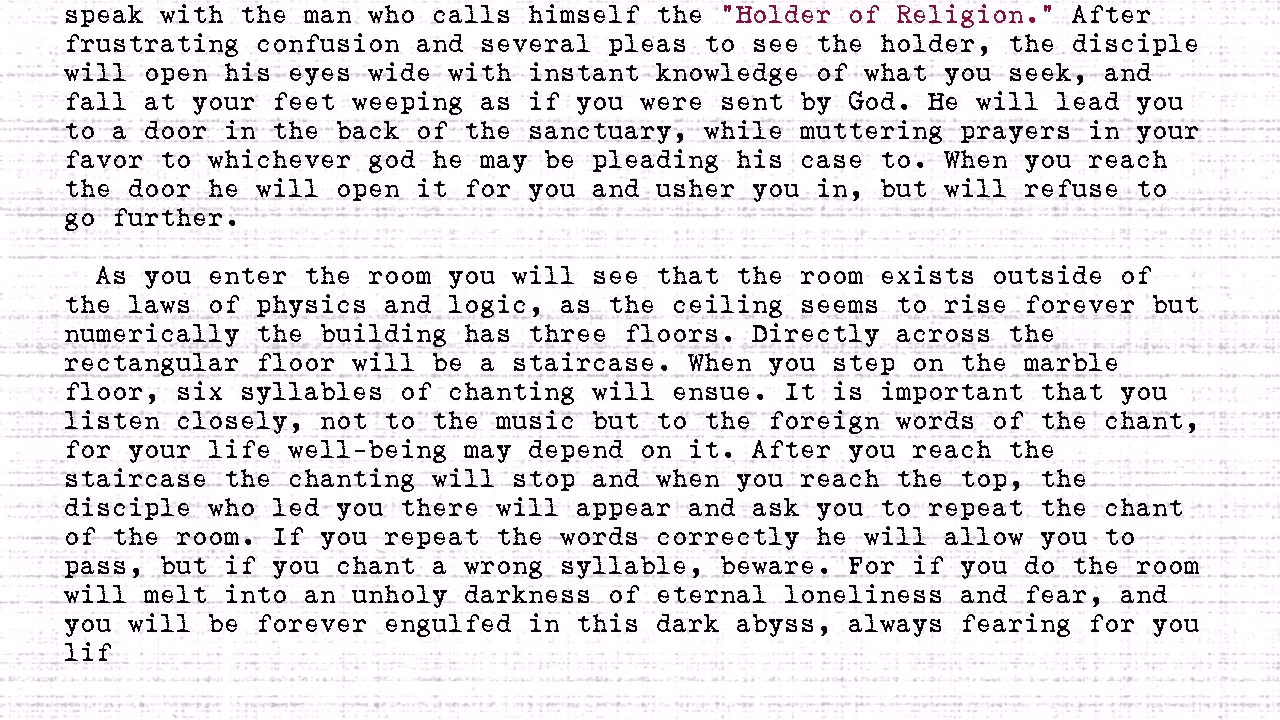 speak with the man who calls himself the "Holder of Religion." After
frustrating confusion and several pleas to see the holder, the disciple
will open his eyes wide with instant knowledge of what you seek, and
fall at your feet weeping as if you were sent by God. He will lead you
to a door in the back of the sanctuary, while muttering prayers in your
favor to whichever god he may be pleading his case to. When you reach
the door he will open it for you and usher you in, but will refuse to
go further.
As you enter the room you will see that the room exists outside of
the laws of physics and logic, as the ceiling seems to rise forever but
numerically the building has three floors. Directly across the
rectangular floor will be a staircase. When you step on the marble
floor, six syllables of chanting will ensue. It is important that you
listen closely, not to the music but to the foreign words of the chant,
for your life well-being may depend on it. After you reach the
staircase the chanting will stop and when you reach the top, the
disciple who led you there will appear and ask you to repeat the chant
of the room. If you repeat the words correctly he will allow you to
pass, but if you chant a wrong syllable, beware. For if you do the room
will melt into an unholy darkness of eternal loneliness and fear, and
you will be forever engulfed in this dark abyss, always fearing for you
lif